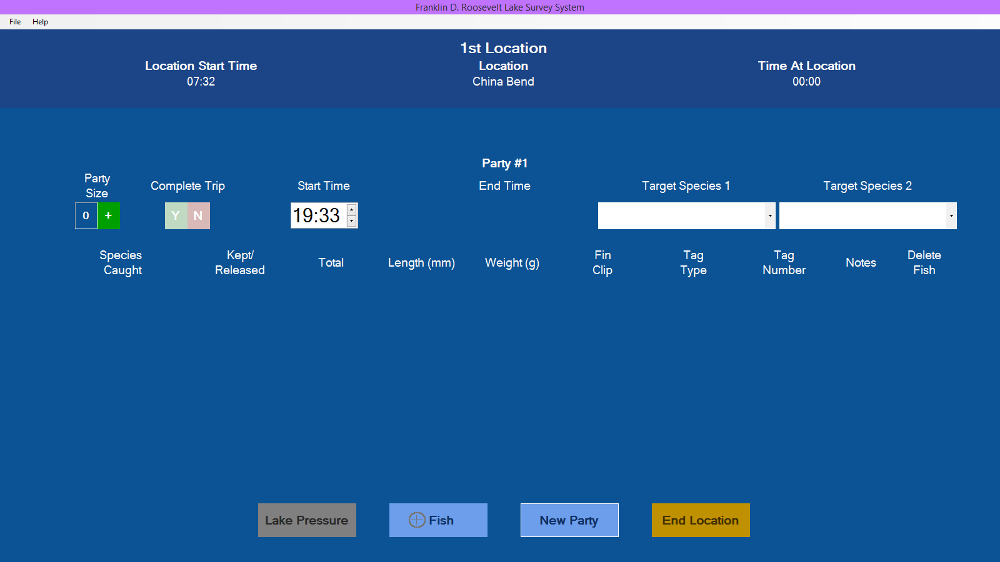 Franklin D. Roosevelt Lake Survey System
File Help
1st Location
Location Start Time Location Time At Location
07:32 China Bend 00:00
Party #1
Party
Size Complete Trip Start Time End Time Target Species 1 Target Species 2
0 + Y N 19:33
Species
Caught Kept/
Released Total Length (mm) Weight (g) Fin
Clip Tag
Type Tag
Number Notes Delete
Fish
Lake Pressure Fish New Party End Location